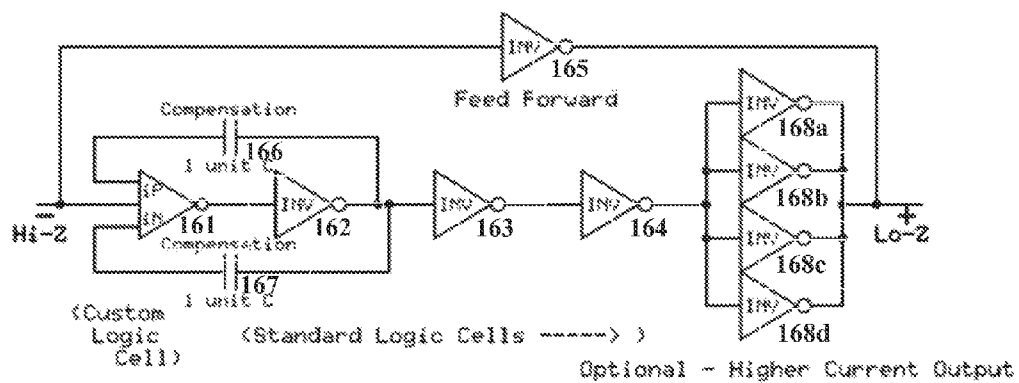 INV
165
Feed Forward
Compensation
166
1 unit C
INV
168a
iP
iN
161
INV
162
INV
163
INV
164
INV
168b
-
Hi-Z
+
Lo-Z
Compensation
167
1 unit C
INV
168c
INV
168d
(Custom
Logic
Cell)
(Standard Logic Cells -----> )
Optional - Higher Current Output